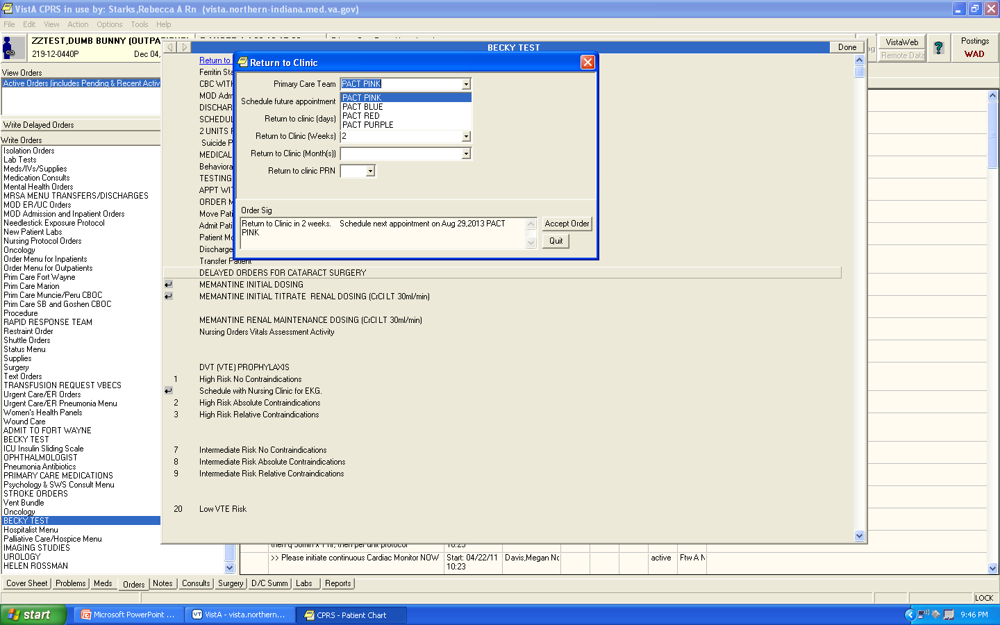 VistA CPRS in use by: Starks,Rebecca A Rn (vista.northern-indiana.med.va.gov)
File Edit View Action Options Tools Help
ZZTEST,DUMB BUNNY (OUTPA
219-12-0440P Dec 04,
VistaWeb
Remote Data
?
Postings
WAD
BECKY TEST
Done
View Orders
Active Orders (includes Pending & Recent Activ
Write Delayed Orders
Write Orders
Isolation Orders
Lab Tests
Meds/IVs/Supplies
Medication Consults
Mental Health Orders
MRSA MENU TRANSFERS/DISCHARGES
MOD ER/UC Orders
MOD Admission and Inpatient Orders
Needlestick Exposure Protocol
New Patient Labs
Nursing Protocol Orders
Oncology
Order Menu for Inpatients
Order Menu for Outpatients
Prim Care Fort Wayne
Prim Care Marion
Prim Care Muncie/Peru CBOC
Prim Care SB and Goshen CBOC
Procedure
RAPID RESPONSE TEAM
Restraint Order
Shuttle Orders
Status Menu
Supplies
Surgery
Text Orders
TRANSFUSION REQUEST VBECS
Urgent Care/ER Orders
Urgent Care/ER Pneumonia Menu
Women's Health Panels
Wound Care
ADMIT TO FORT WAYNE
BECKY TEST
ICU Insulin Sliding Scale
OPHTHALMOLOGIST
Pneumonia Antibiotics
PRIMARY CARE MEDICATIONS
Psychology & SWS Consult Menu
STROKE ORDERS
Vent Bundle
Oncology
BECKY TEST
Hospitalist Menu
Palliative Care/Hospice Menu
IMAGING STUDIES
UROLOGY
HELEN ROSSMAN
Return to
Ferritin Sta
CBC WITH
MOD Adm
DISCHAR
SCHEDUL
2 UNITS
Suicide P
MEDICAL
Behaviora
TESTING
APPT WIT
ORDER M
Move Pati
Admit Pati
Patient Mo
Discharge
Transfer Patient
DELAYED ORDERS FOR CATARACT SURGERY
MEMANTINE INITIAL DOSING
MEMANTINE INITIAL TITRATE RENAL DOSING (CrCl LT 30ml/min)
MEMANTINE RENAL MAINTENANCE DOSING (CrCl LT 30ml/min)
Nursing Orders Vitals Assessment Activity
DVT (VTE) PROPHYLAXIS
1 High Risk No Contraindications
Schedule with Nursing Clinic for EKG.
2 High Risk Absolute Contraindications
3 High Risk Relative Contraindications
7 Intermediate Risk No Contraindications
8 Intermediate Risk Absolute Contraindications
9 Intermediate Risk Relative Contraindications
20 Low VTE Risk
Return to Clinic
Primary Care Team PACT PINK
PACT PINK
Schedule future appointment
PACT BLUE
PACT RED
Return to clinic (days)
PACT PURPLE
Return to Clinic (Weeks) 2
Return to Clinic (Month(s))
Return to clinic PRN
Order Sig
Return to Clinic in 2 weeks. Schedule next appointment on Aug 29,2013 PACT
PINK
Accept Order
Quit
then q 30min x 1 hr, then per unit protocol 10:23
>> Please initiate continuous Cardiac Monitor NOW Start: 04/22/11 Davis,Megan Nc active Ftw A N
10:23
Cover Sheet Problems Meds Orders Notes Consults Surgery D/C Summ Labs Reports
LOCK
start Microsoft PowerPoint ... VistA - vista.northern... CPRS - Patient Chart 9:46 PM